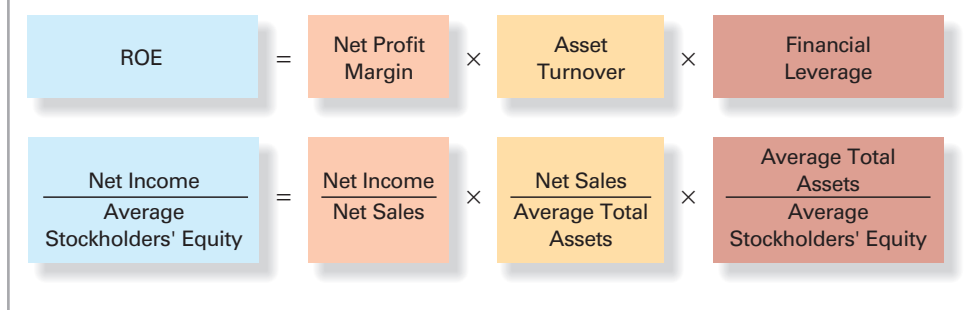 ROE
=
Net Profit
Margin
×
Asset
Turnover
×
Financial
Leverage
Net Income
Average
Stockholders' Equity
=
Net Income
Net Sales
×
Net Sales
Average Total
Assets
×
Average Total
Assets
Average
Stockholders' Equity